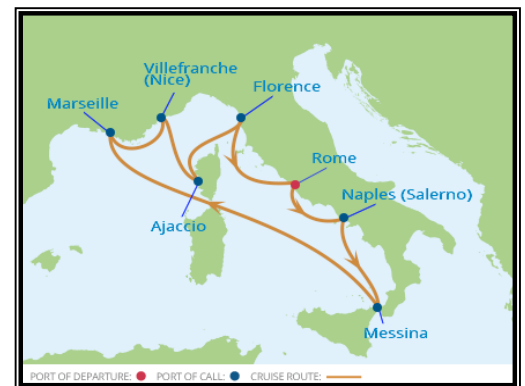 Villefranche
(Nice)
Florence
Marseille
Rome
Naples (Salerno)
Ajaccio
Messina
PORT OF DEPARTURE: PORT OF CALL: CRUISE ROUTE: